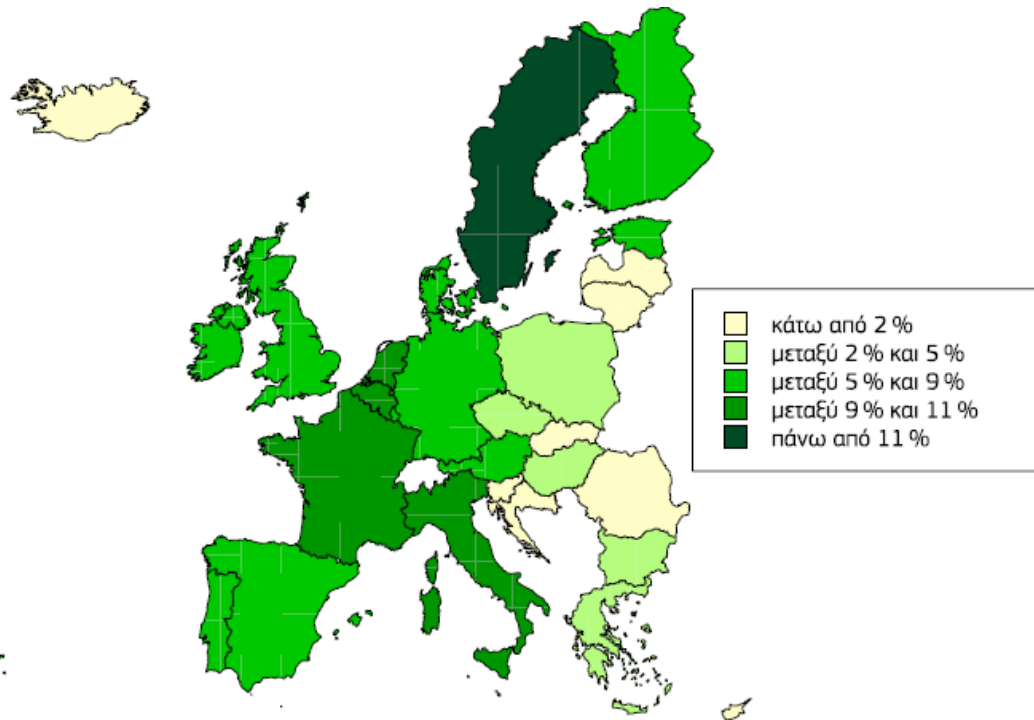 κάτω από 2 %
μεταξύ 2 % και 5 %
μεταξύ 5 % και 9 %
μεταξύ 9 % και 11 %
πάνω από 11 %